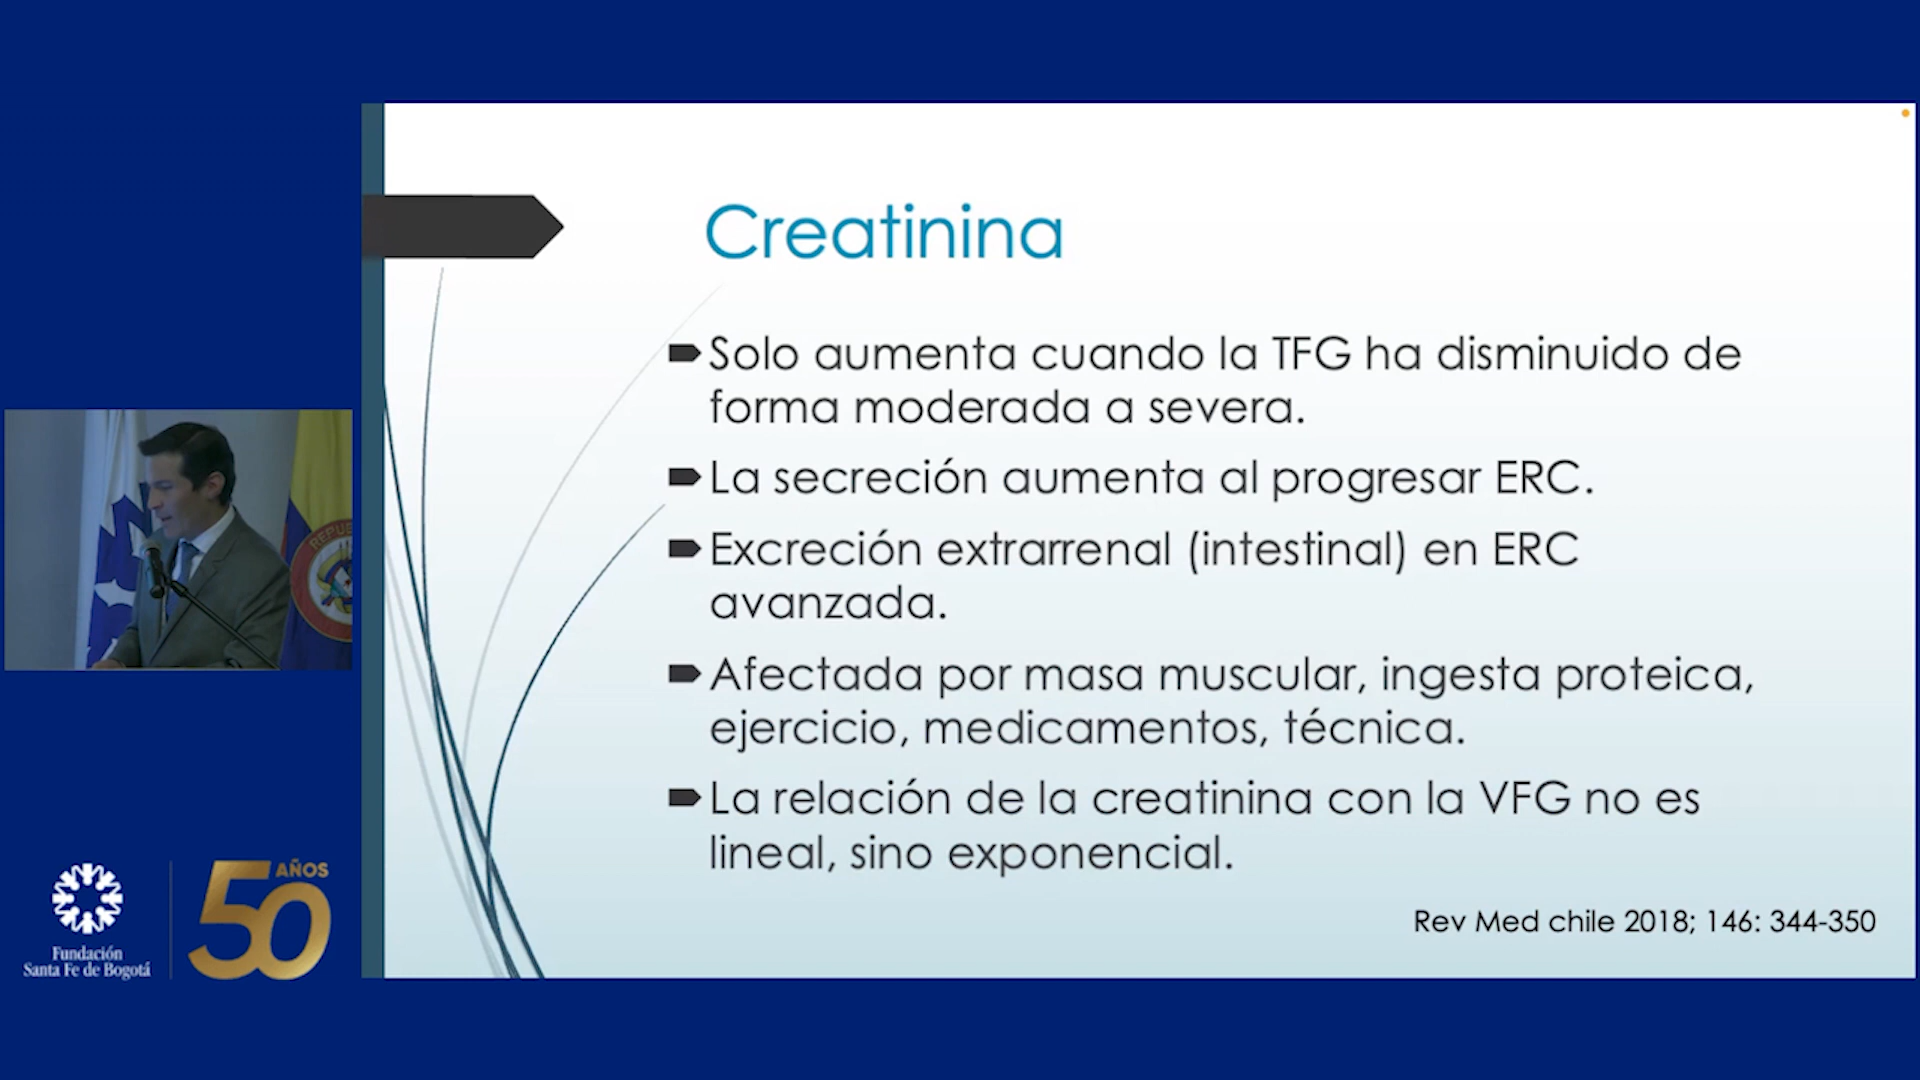 Creatinina
Solo aumenta cuando la TFG ha disminuido de
forma moderada a severa.
La secreción aumenta al progresar ERC.
Excreción extrarrenal (intestinal) en ERC
avanzada.
Afectada por masa muscular, ingesta proteica,
ejercicio, medicamentos, técnica.
La relación de la creatinina con la VFG no es
lineal, sino exponencial.
Rev Med chile 2018; 146: 344-350
Fundación
Santa Fe de Bogotá
50 AÑOS